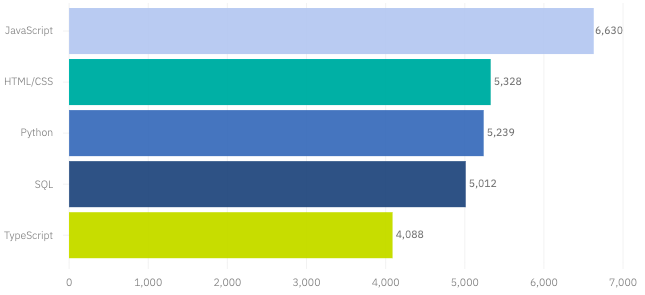 JavaScript 6,630
HTML/CSS 5,328
Python 5,239
SQL 5,012
TypeScript 4,088
0 1,000 2,000 3,000 4,000 5,000 6,000 7,000